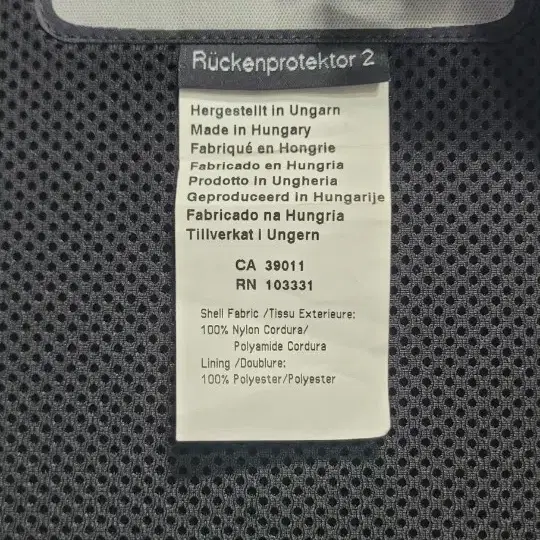 Rückenprotektor 2
Hergestellt in Ungarn
Made in Hungary
Fabriqué en Hongrie
Fabricado en Hungria
Prodotto in Ungheria
Geproduceerd in Hungarije
Fabricado na Hungria
Tillverkat i Ungern
CA 39011
RN 103331
Shell Fabric /Tissu Exterieure:
100% Nylon Cordura/
Polyamide Cordura
Lining /Doublure:
100% Polyester/Polyester